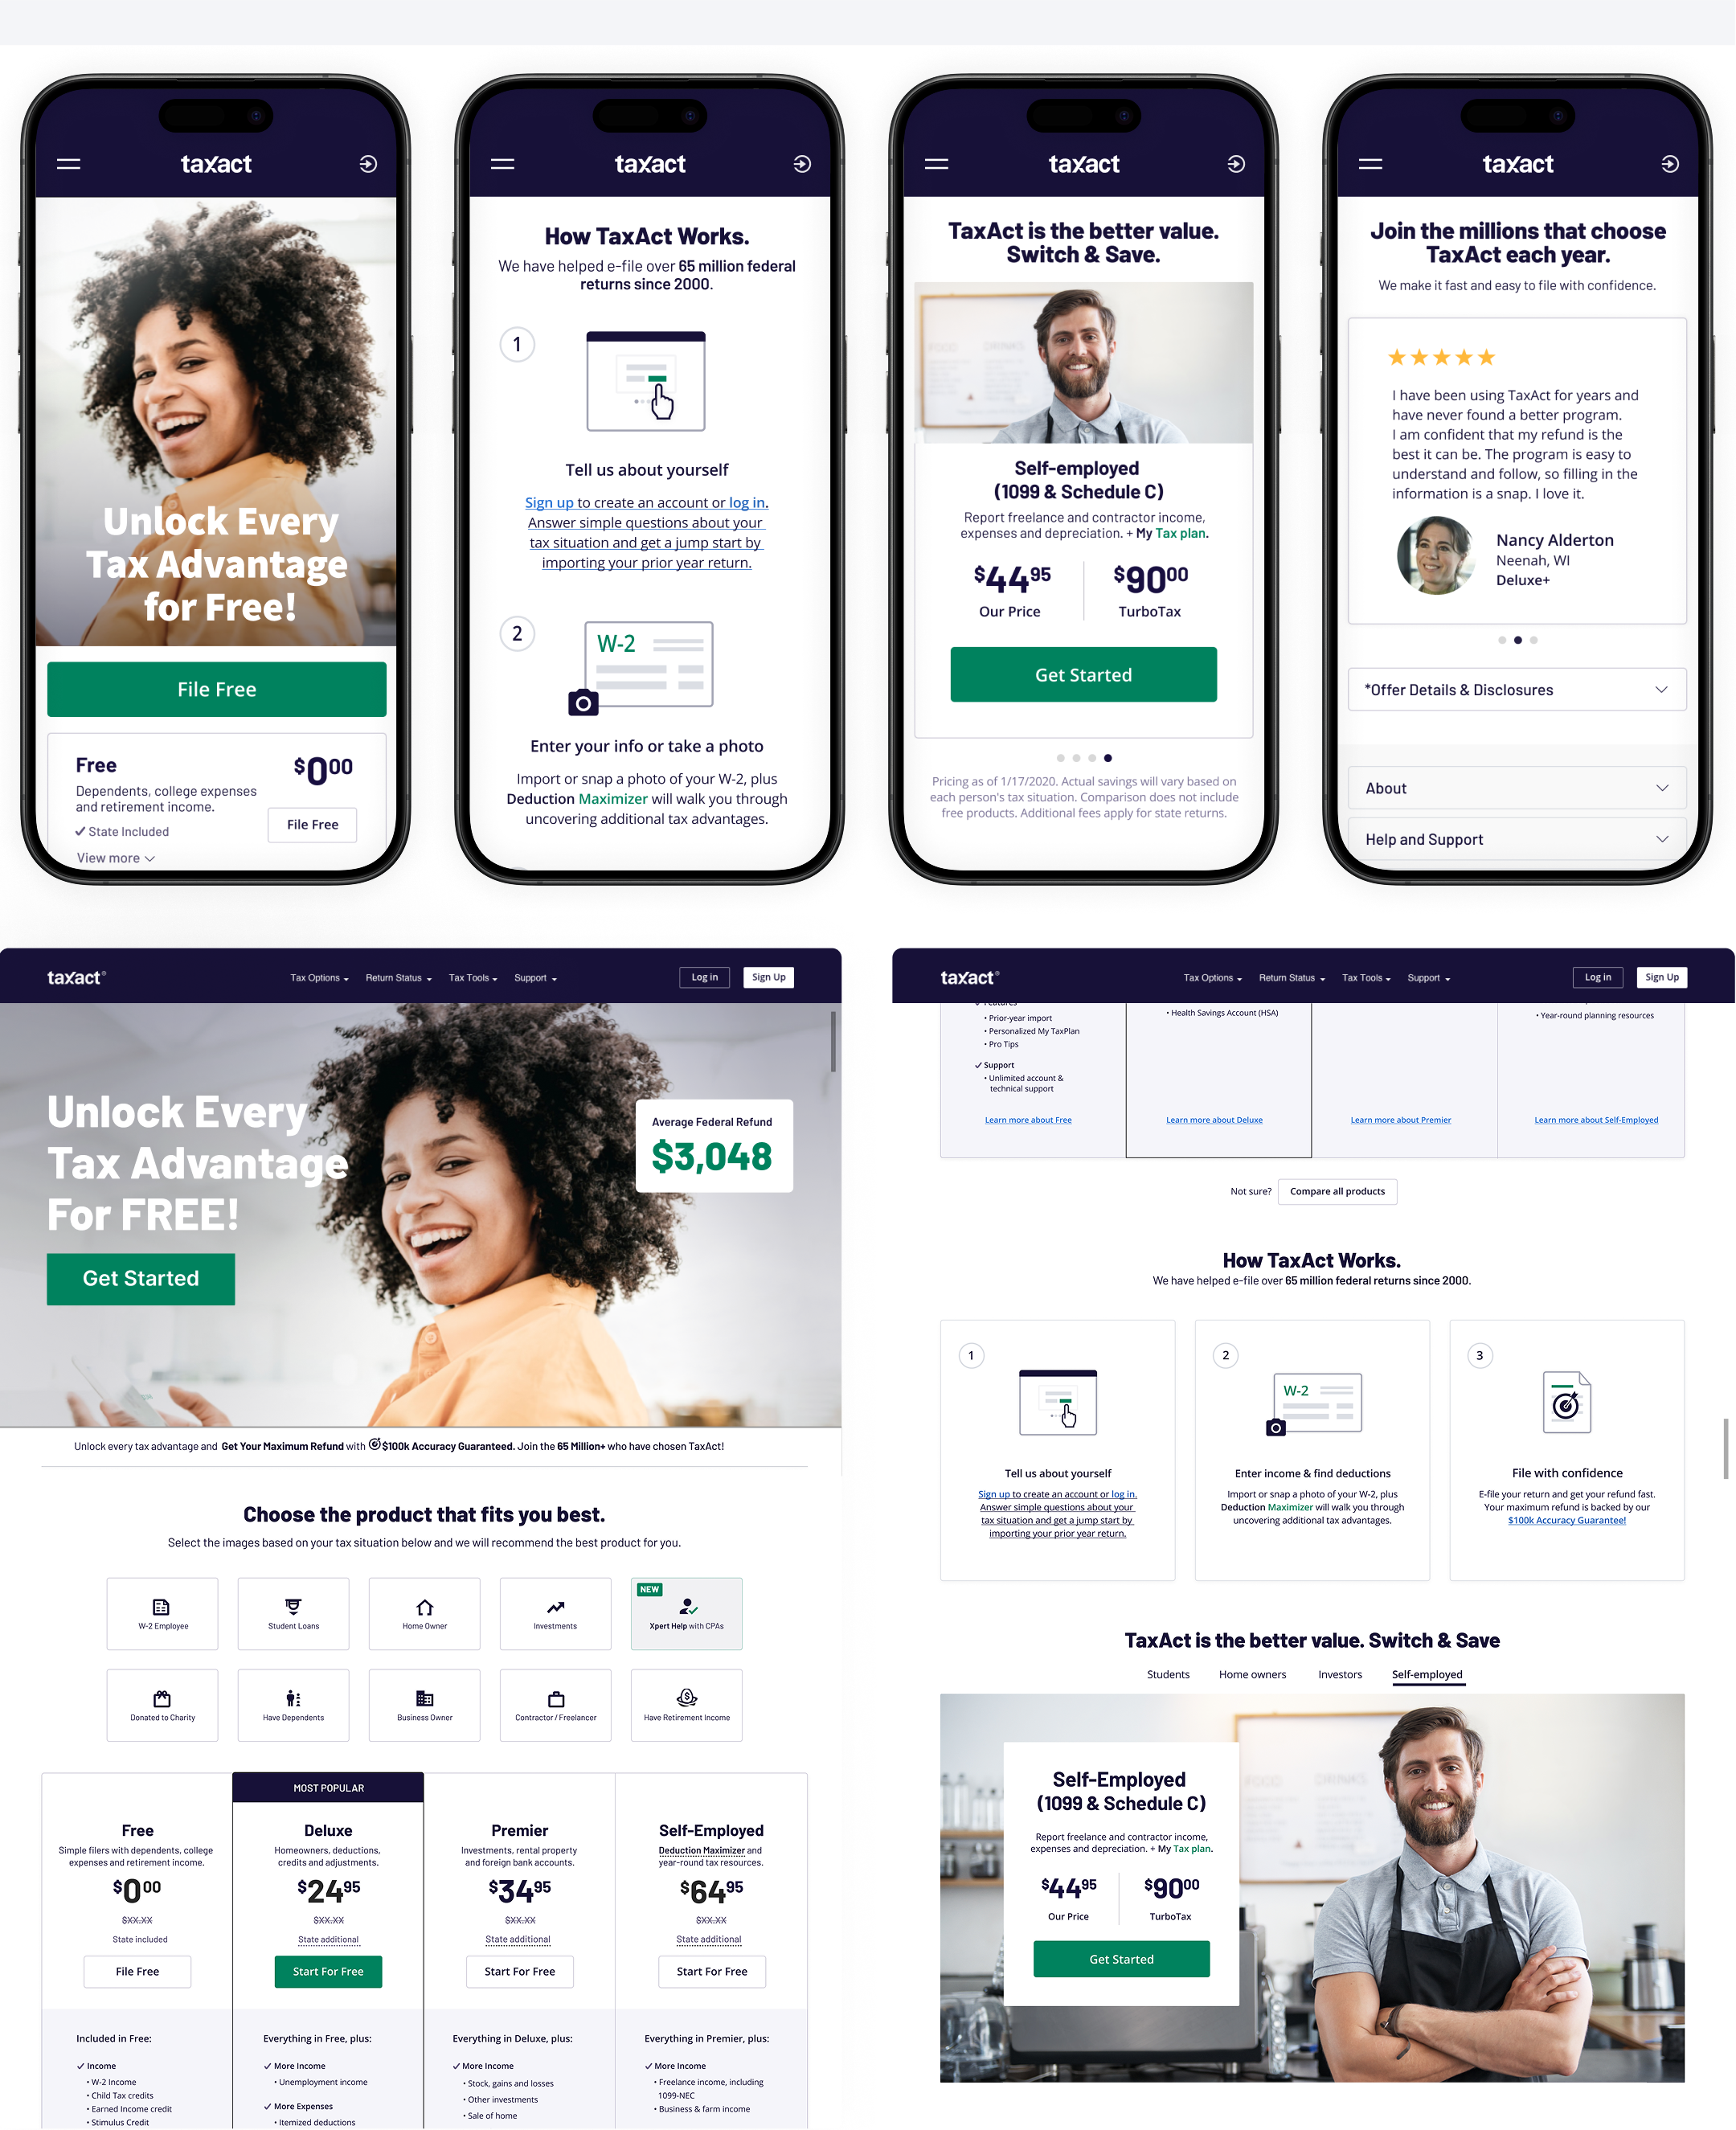 taxact
Unlock Every
Tax Advantage
for Free!
File Free
Free
$0 00
Dependents, college expenses
and retirement income.
State Included
File Free
View more
taxact
How TaxAct Works.
We have helped e-file over 65 million federal
returns since 2000.
1
Tell us about yourself
Sign up to create an account or log in.
Answer simple questions about your
tax situation and get a jump start by
importing your prior year return.
2
W-2
Enter your info or take a photo
Import or snap a photo of your W-2, plus
Deduction Maximizer will walk you through
uncovering additional tax advantages.
taxact
TaxAct is the better value.
Switch & Save.
FOOD DRINKS
Self-employed
(1099 & Schedule C)
Report freelance and contractor income,
expenses and depreciation. + My Tax plan.
$44 95
Our Price
$90 00
TurboTax
Get Started
Pricing as of 1/17/2020. Actual savings will vary based on
each person's tax situation. Comparison does not include
free products. Additional fees apply for state returns.
taxact
Join the millions that choose
TaxAct each year.
We make it fast and easy to file with confidence.
I have been using TaxAct for years and
have never found a better program.
I am confident that my refund is the
best it can be. The program is easy to
understand and follow, so filling in the
information is a snap. I love it.
Nancy Alderton
Neenah, WI
Deluxe+
*Offer Details & Disclosures
About
Help and Support
taxact®
Tax Options
Return Status
Tax Tools
Support
Log in
Sign Up
Unlock Every
Tax Advantage
For FREE!
Get Started
Average Federal Refund
$3,048
Unlock every tax advantage and Get Your Maximum Refund with $100k Accuracy Guaranteed. Join the 65 Million+ who have chosen TaxAct!
Choose the product that fits you best.
Select the images based on your tax situation below and we will recommend the best product for you.
W-2 Employee
Student Loans
Home Owner
Investments
NEW
Xpert Help with CPAs
Donated to Charity
Have Dependents
Business Owner
Contractor / Freelancer
Have Retirement Income
Free
Simple filers with dependents, college
expenses and retirement income.
$0 00
$XX.XX
State included
File Free
Included in Free:
Income
• W-2 Income
• Child Tax credits
• Earned Income credit
• Stimulus Credit
MOST POPULAR
Deluxe
Homeowners, deductions,
credits and adjustments.
$24 95
$XX.XX
State additional
Start For Free
Everything in Free, plus:
More Income
• Unemployment income
More Expenses
• Itemized deductions
Premier
Investments, rental property
and foreign bank accounts.
$34 95
$XX.XX
State additional
Start For Free
Everything in Deluxe, plus:
More Income
• Stock, gains and losses
• Other investments
• Sale of home
Self-Employed
Deduction Maximizer and
year-round tax resources.
$64 95
$XX.XX
State additional
Start For Free
Everything in Premier, plus:
More Income
• Freelance income, including
1099-NEC
• Business & farm income
taxact®
Tax Options
Return Status
Tax Tools
Support
Log in
Sign Up
Features
• Prior-year import
• Personalized My TaxPlan
• Pro Tips
Support
• Unlimited account &
technical support
Learn more about Free
• Health Savings Account (HSA)
Learn more about Deluxe
Learn more about Premier
• Year-round planning resources
Learn more about Self-Employed
Not sure?
Compare all products
How TaxAct Works.
We have helped e-file over 65 million federal returns since 2000.
1
Tell us about yourself
Sign up to create an account or log in.
Answer simple questions about your
tax situation and get a jump start by
importing your prior year return.
2
W-2
Enter income & find deductions
Import or snap a photo of your W-2, plus
Deduction Maximizer will walk you through
uncovering additional tax advantages.
3
File with confidence
E-file your return and get your refund fast.
Your maximum refund is backed by our
$100k Accuracy Guarantee!
TaxAct is the better value. Switch & Save
Students
Home owners
Investors
Self-employed
FOOD DRINKS
Self-Employed
(1099 & Schedule C)
Report freelance and contractor income,
expenses and depreciation. + My Tax plan.
$44 95
Our Price
$90 00
TurboTax
Get Started